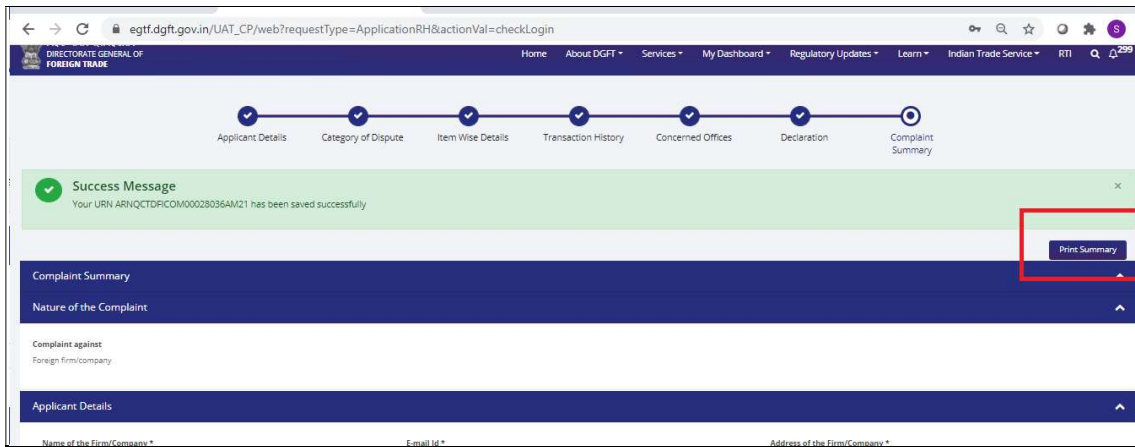 egtf.dgft.gov.in/UAT_CP/web?requestType=ApplicationRH&actionVal=checkLogin
S
DIRECTORATE GENERAL OF
FOREIGN TRADE
Home About DGFT Services My Dashboard Regulatory Updates Learn Indian Trade Service RTI 299
Applicant Details Category of Dispute Item Wise Details Transaction History Concerned Offices Declaration Complaint
Summary
Success Message
Your URN ARNQCTDFICOM00028036AM21 has been saved successfully
×
Print Summary
Complaint Summary
Nature of the Complaint
Complaint against
Foreign firm/company
Applicant Details
Name of the Firm/Company * E-mail Id * Address of the Firm/Company *